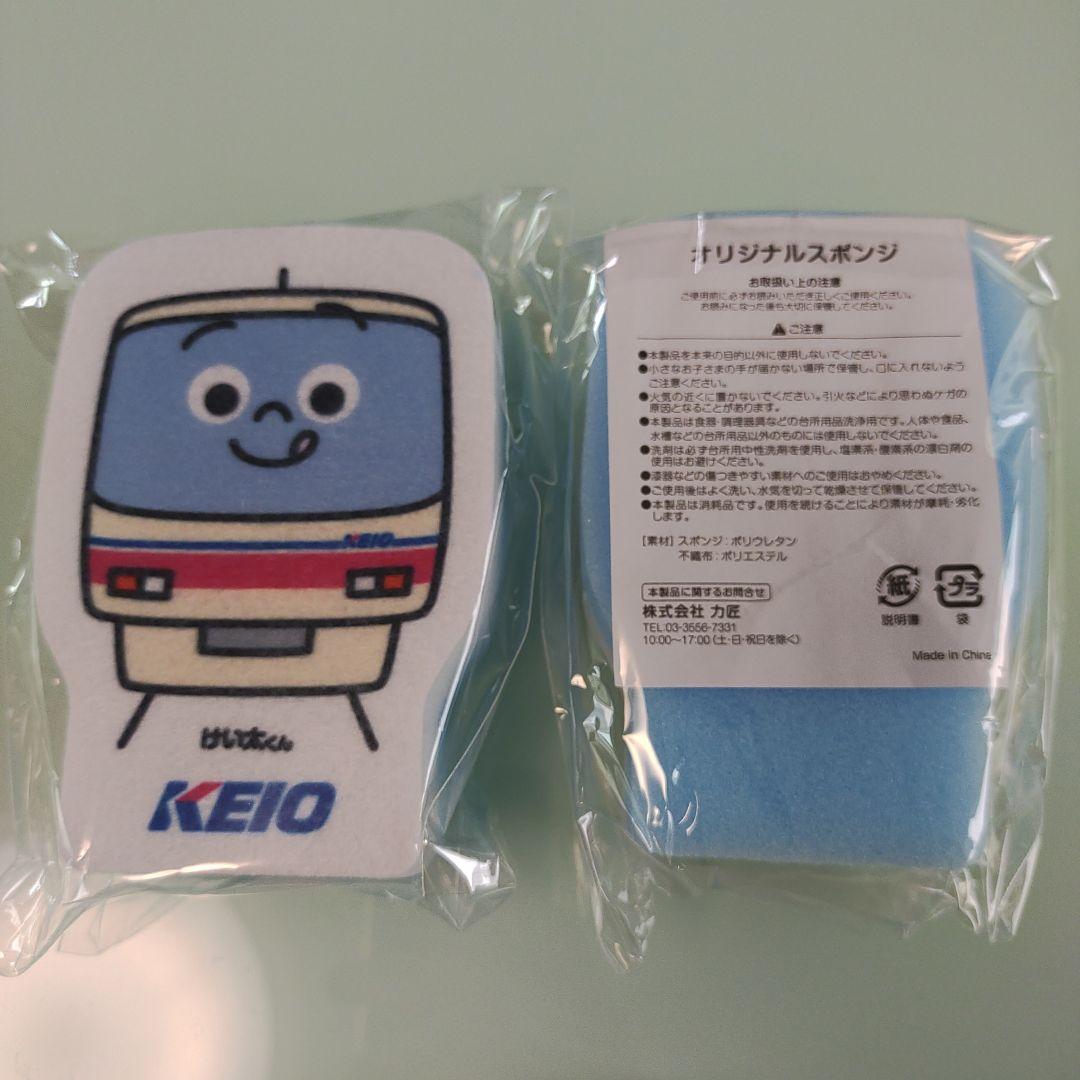 KEIO
けい太くん
KEIO
オリジナルスポンジ
お取扱い上の注意
ご使用前に必ずお読みいただき正しくご使用ください。
お読みになった後も大切に保管してください。
ご注意
●本製品を本来の目的以外に使用しないでください。
●小さなお子さまの手が届かない場所で保管し、口に入れないよう
ご注意ください。
●火気の近くに置かないでください。引火などにより思わぬケガの
原因となることがあります。
●本製品は食器・調理器具などの台所用品洗浄用です。人体や食品、
水槽などの台所用品以外のものには使用しないでください。
●洗剤は必ず台所用中性洗剤を使用し、塩素系・酸素系の漂白剤の
使用はお避けください。
●漆器などの傷つきやすい素材へのご使用はおやめください。
●ご使用後はよく洗い、水気を切って乾燥させて保管してください。
●本製品は消耗品です。使用を続けることにより素材が摩耗・劣化
します。
【素材】スポンジ：ポリウレタン
不織布：ポリエステル
本製品に関するお問合せ
株式会社 力匠
TEL:03-3556-7331
10:00〜17:00（土・日・祝日を除く）
紙
説明書
プラ
袋
Made in China